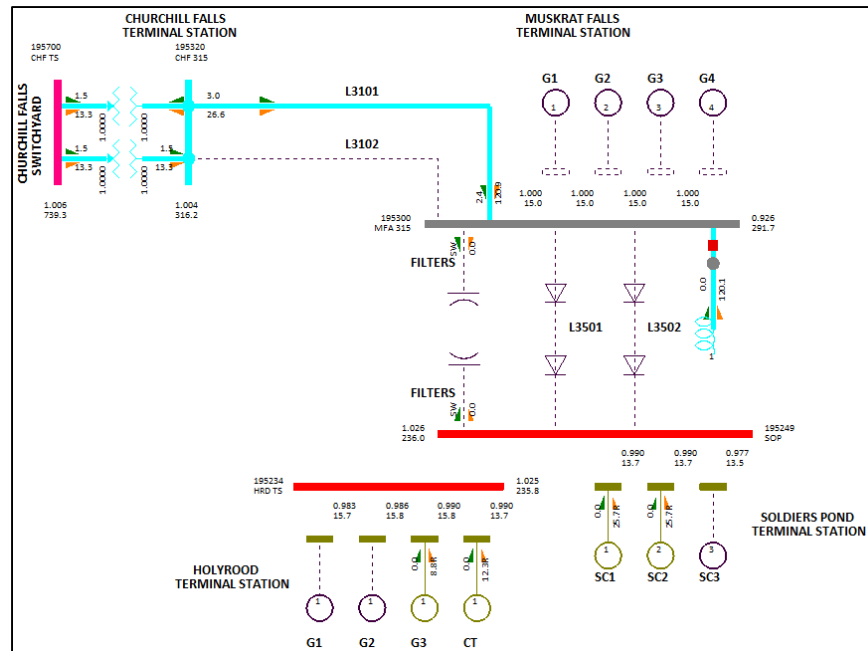 CHURCHILL FALLS
TERMINAL STATION
MUSKRAT FALLS
TERMINAL STATION
195700
CHF TS
195320
CHF 315
G1
G2
G3
G4
CHURCHILL FALLS
SWITCHYARD
1.5
13.3
1.0000
1.0000
3.0
26.6
L3101
1
2
3
4
1.5
13.3
1.0000
1.0000
1.5
13.3
L3102
2.4
120.9
1.000
15.0
1.000
15.0
1.000
15.0
1.000
15.0
1.006
739.3
1.004
316.2
195300
MFA 315
0.926
291.7
SW
0.0
FILTERS
0.0
120.1
L3501
L3502
1
FILTERS
SW
0.0
1.026
236.0
195249
SOP
0.990
13.7
0.990
13.7
0.977
13.5
195234
HRD TS
1.025
235.8
0.983
15.7
0.986
15.8
0.990
15.8
0.990
13.7
0.0
25.7R
0.0
25.7R
SOLDIERS POND
TERMINAL STATION
0.0
8.8R
0.0
12.3R
1
2
3
SC1
SC2
SC3
HOLYROOD
TERMINAL STATION
1
1
1
1
G1
G2
G3
CT